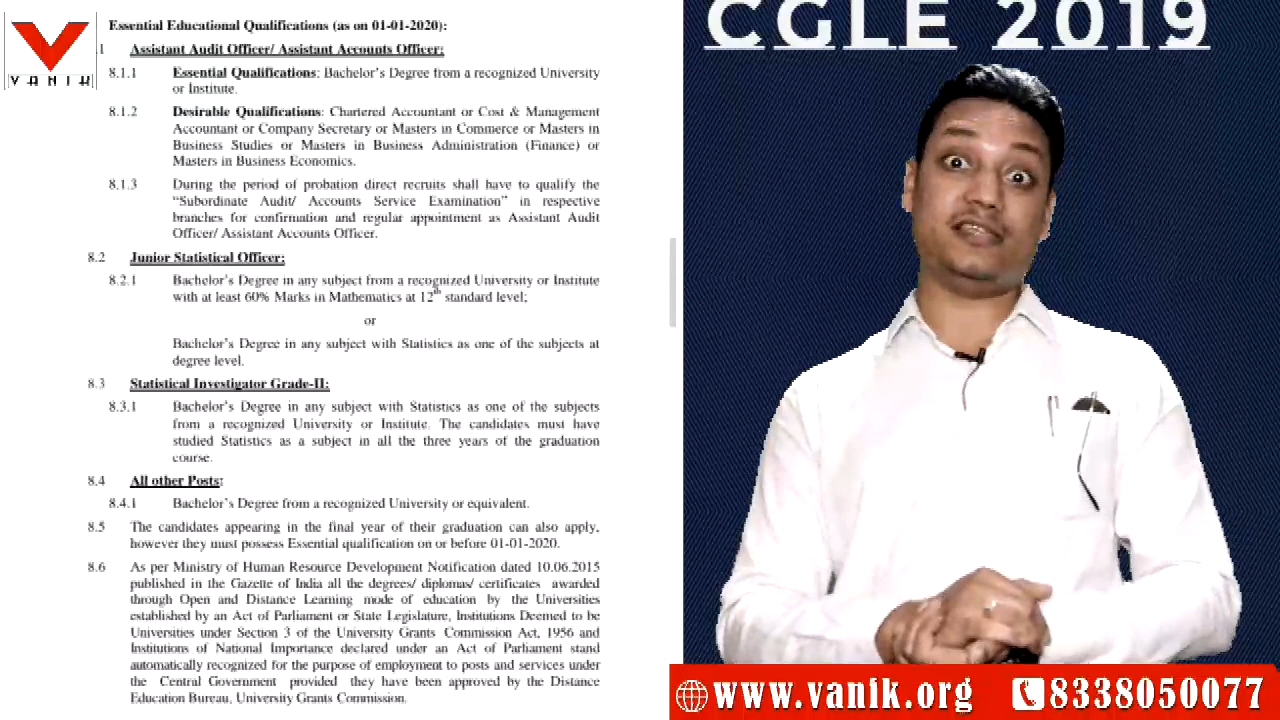 VANIK
Essential Educational Qualifications (as on 01-01-2020):
.1 Assistant Audit Officer/ Assistant Accounts Officer:
8.1.1 Essential Qualifications: Bachelor's Degree from a recognized University
or Institute.
8.1.2 Desirable Qualifications: Chartered Accountant or Cost & Management
Accountant or Company Secretary or Masters in Commerce or Masters in
Business Studies or Masters in Business Administration (Finance) or
Masters in Business Economics.
8.1.3 During the period of probation direct recruits shall have to qualify the
“Subordinate Audit/ Accounts Service Examination” in respective
branches for confirmation and regular appointment as Assistant Audit
Officer/ Assistant Accounts Officer.
8.2 Junior Statistical Officer:
8.2.1 Bachelor's Degree in any subject from a recognized University or Institute
with at least 60% Marks in Mathematics at 12th standard level;
or
Bachelor's Degree in any subject with Statistics as one of the subjects at
degree level.
8.3 Statistical Investigator Grade-II:
8.3.1 Bachelor's Degree in any subject with Statistics as one of the subjects
from a recognized University or Institute. The candidates must have
studied Statistics as a subject in all the three years of the graduation
course.
8.4 All other Posts:
8.4.1 Bachelor's Degree from a recognized University or equivalent.
8.5 The candidates appearing in the final year of their graduation can also apply,
however they must possess Essential qualification on or before 01-01-2020.
8.6 As per Ministry of Human Resource Development Notification dated 10.06.2015
published in the Gazette of India all the degrees/ diplomas/ certificates awarded
through Open and Distance Learning mode of education by the Universities
established by an Act of Parliament or State Legislature, Institutions Deemed to be
Universities under Section 3 of the University Grants Commission Act, 1956 and
Institutions of National Importance declared under an Act of Parliament stand
automatically recognized for the purpose of employment to posts and services under
the Central Government provided they have been approved by the Distance
Education Bureau, University Grants Commission.
CGLE 2019
www.vanik.org 8338050077